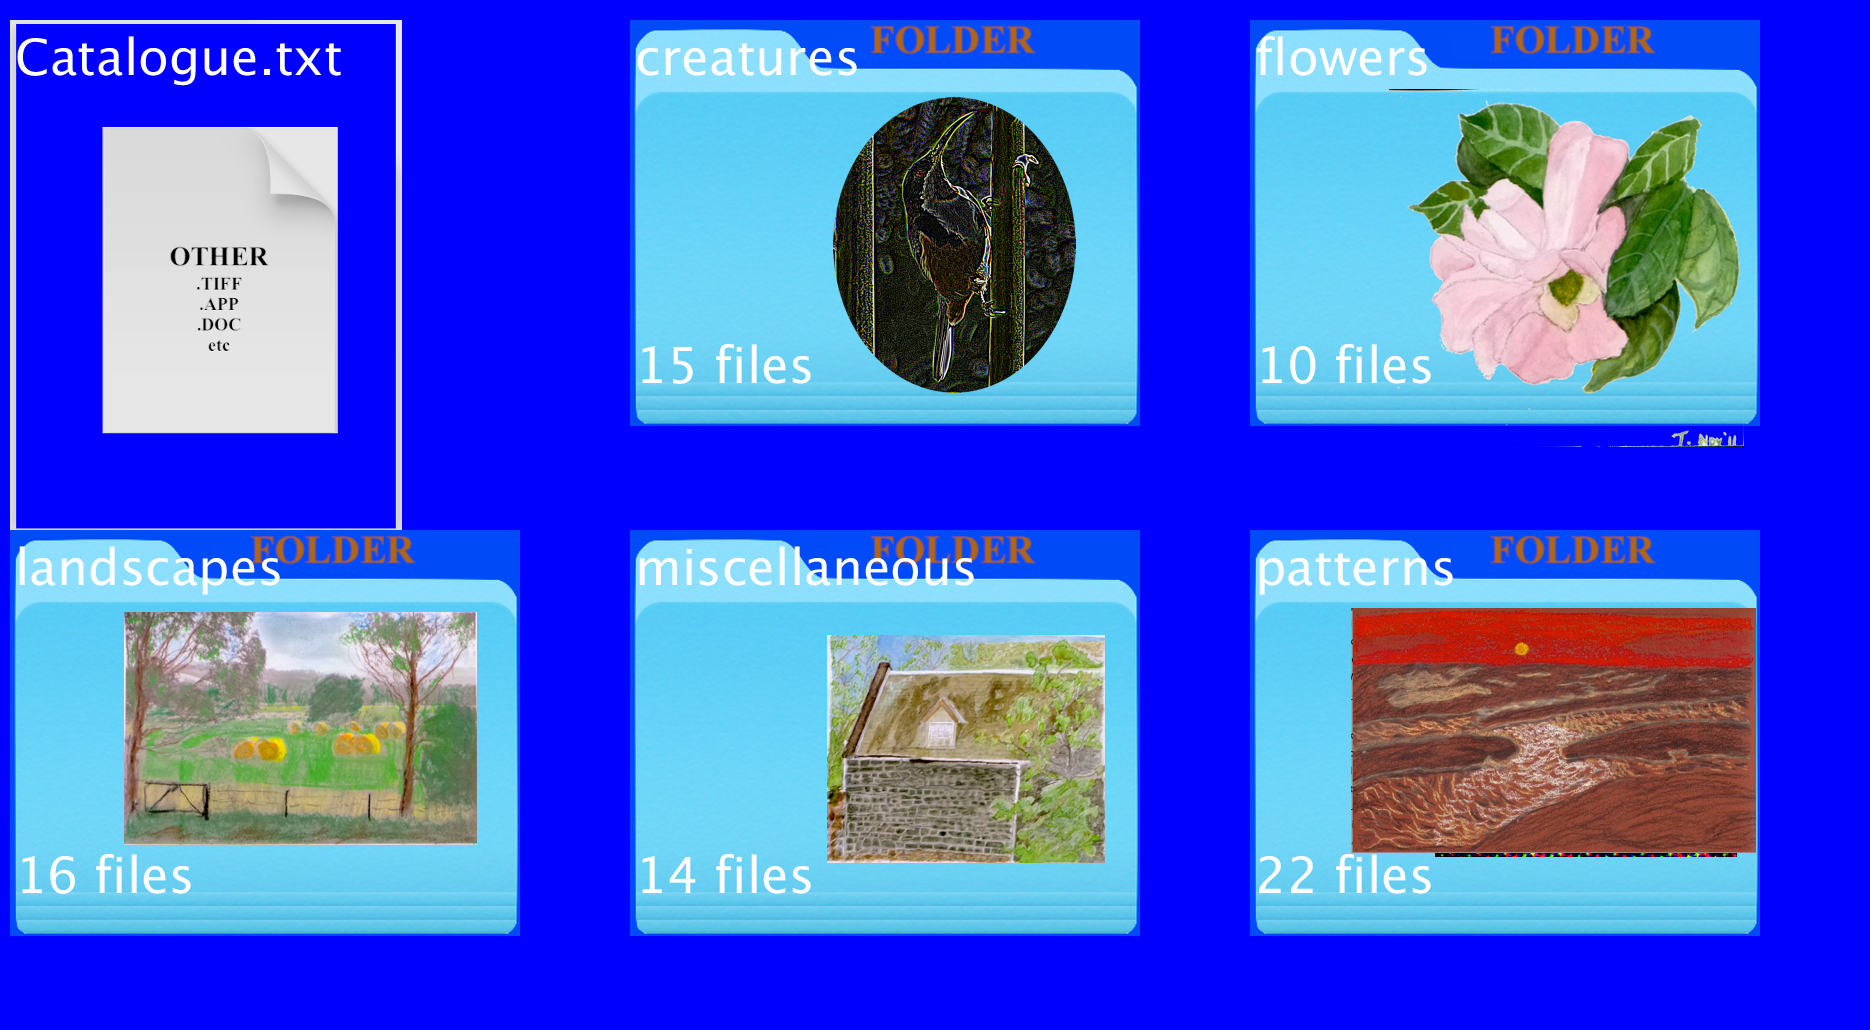 Catalogue.txt
OTHER
.TIFF
.APP
.DOC
etc
FOLDER
creatures
15 files
FOLDER
flowers
10 files
FOLDER
landscapes
16 files
FOLDER
miscellaneous
14 files
FOLDER
patterns
22 files